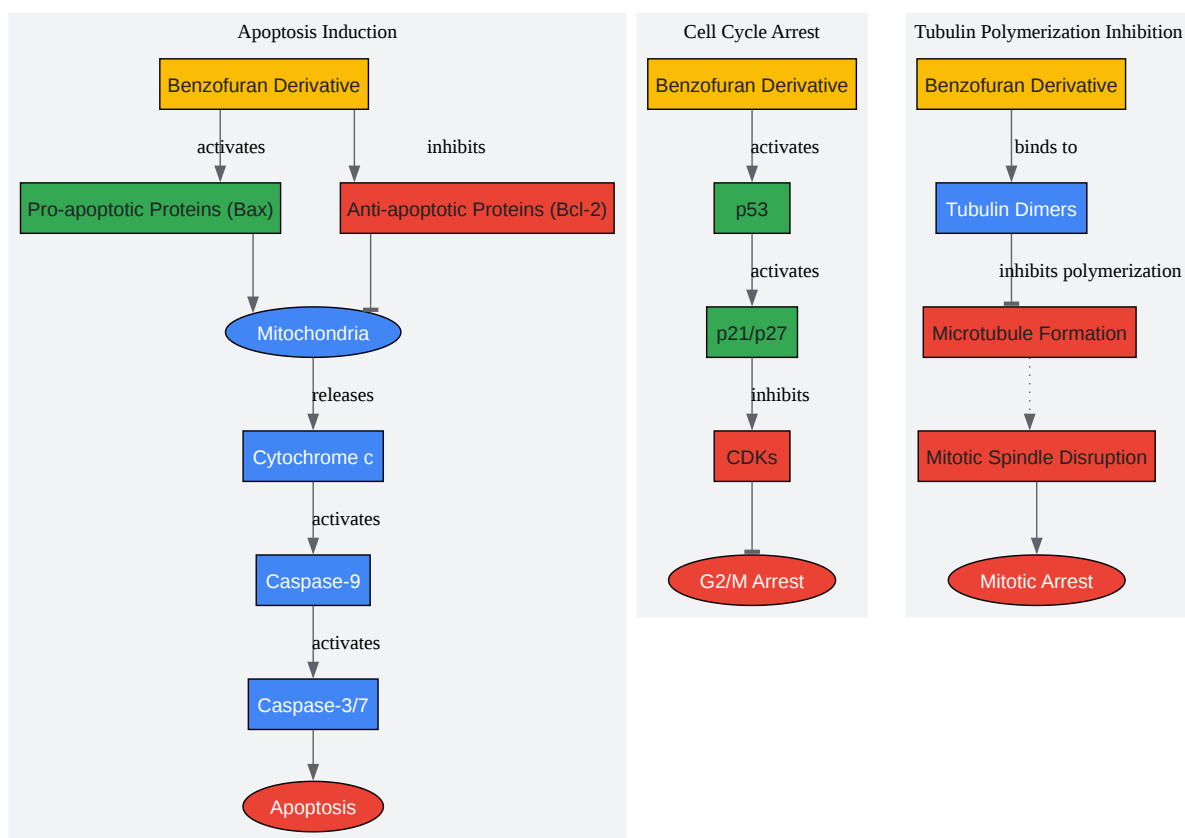 Apoptosis Induction
Benzofuran Derivative
activates
inhibits
Pro-apoptotic Proteins (Bax)
Anti-apoptotic Proteins (Bcl-2)
Mitochondria
releases
Cytochrome c
activates
Caspase-9
activates
Caspase-3/7
Apoptosis
Cell Cycle Arrest
Benzofuran Derivative
activates
p53
activates
p21/p27
inhibits
CDKs
G2/M Arrest
Tubulin Polymerization Inhibition
Benzofuran Derivative
binds to
Tubulin Dimers
inhibits polymerization
Microtubule Formation
Mitotic Spindle Disruption
Mitotic Arrest